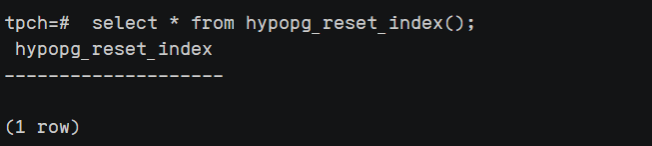 tpch=#  select * from hypopg_reset_index();
 hypopg_reset_index
--------------------

(1 row)